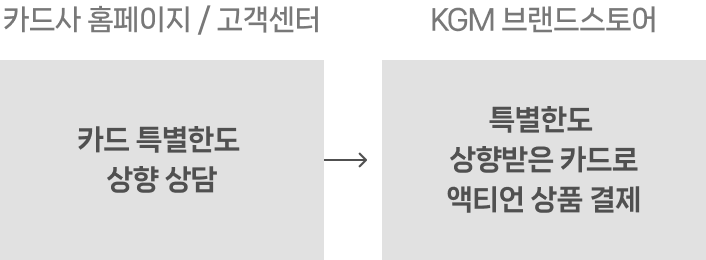 카드사 홈페이지 / 고객센터
KGM 브랜드스토어
카드 특별한도
상향 상담
특별한도
상향받은 카드로
액티언 상품 결제